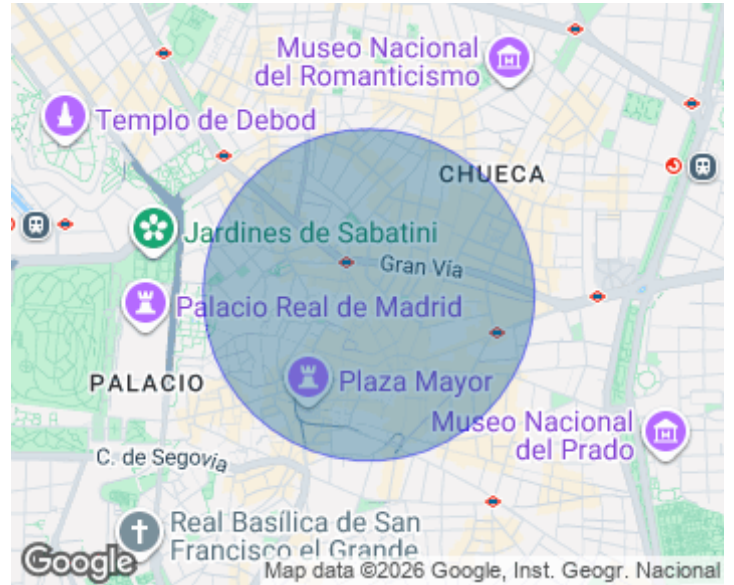 Museo Nacional
del Romanticismo
Templo de Debod
CHUECA
Jardines de Sabatini
Gran Vía
Palacio Real de Madrid
PALACIO
Plaza Mayor
Museo Nacional
del Prado
C. de Segovia
Real Basílica de San
Francisco el Grande
Google
Map data ©2026 Google, Inst. Geogr. Nacional